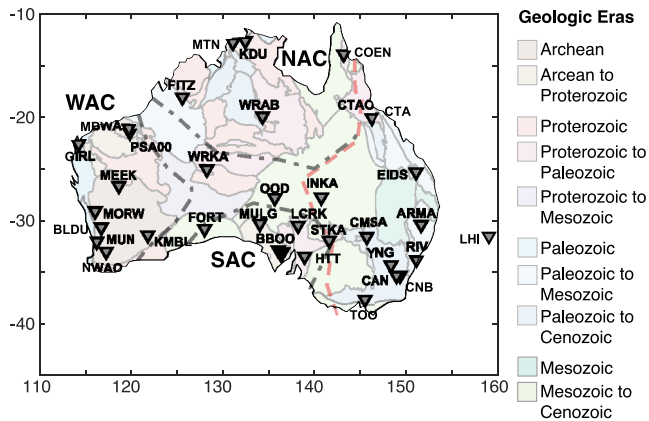 -10
-20
-30
-40
110
120
130
140
150
160
MTN
KDU
NAC
COEN
FITZ
WAC
WRAB
CTAO
CTA
MBWA
PSA00
GIRL
WRKA
MEEK
OOD
INKA
EIDS
MORW
FORT
MULG
LCRK
ARMA
BLDU
MUN
KMBL
BBOO
STKA
CMSA
LHI
NWAO
SAC
HTT
YNG
RIV
CAN
CNB
TOO
Geologic Eras
Archean
Arcean to
Proterozoic
Proterozoic
Proterozoic to
Paleozoic
Proterozoic to
Mesozoic
Paleozoic
Paleozoic to
Mesozoic
Paleozoic to
Cenozoic
Mesozoic
Mesozoic to
Cenozoic